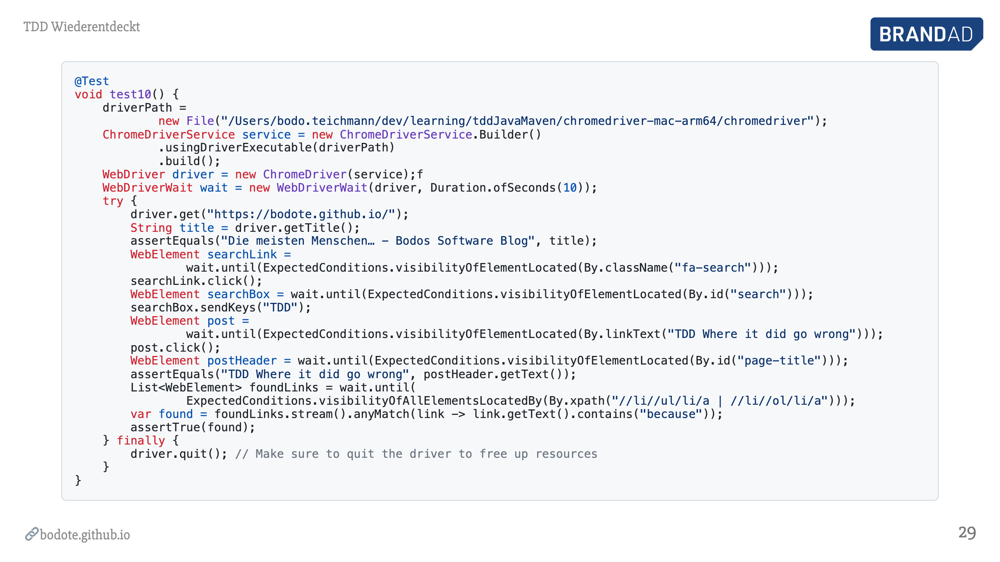 TDD Wiederentdeckt
BRANDAD
@Test
void test10() {
    driverPath =
            new File("/Users/bodo.teichmann/dev/learning/tddJavaMaven/chromedriver-mac-arm64/chromedriver");
    ChromeDriverService service = new ChromeDriverService.Builder()
            .usingDriverExecutable(driverPath)
            .build();
    WebDriver driver = new ChromeDriver(service);f
    WebDriverWait wait = new WebDriverWait(driver, Duration.ofSeconds(10));
    try {
        driver.get("https://bodote.github.io/");
        String title = driver.getTitle();
        assertEquals("Die meisten Menschen… – Bodos Software Blog", title);
        WebElement searchLink =
                wait.until(ExpectedConditions.visibilityOfElementLocated(By.className("fa-search")));
        searchLink.click();
        WebElement searchBox = wait.until(ExpectedConditions.visibilityOfElementLocated(By.id("search")));
        searchBox.sendKeys("TDD");
        WebElement post =
                wait.until(ExpectedConditions.visibilityOfElementLocated(By.linkText("TDD Where it did go wrong")));
        post.click();
        WebElement postHeader = wait.until(ExpectedConditions.visibilityOfElementLocated(By.id("page-title")));
        assertEquals("TDD Where it did go wrong", postHeader.getText());
        List<WebElement> foundLinks = wait.until(
                ExpectedConditions.visibilityOfAllElementsLocatedBy(By.xpath("//li//ul/li/a | //li//ol/li/a")));
        var found = foundLinks.stream().anyMatch(link -> link.getText().contains("because"));
        assertTrue(found);
    } finally {
        driver.quit(); // Make sure to quit the driver to free up resources
    }
}
🔗bodote.github.io
29